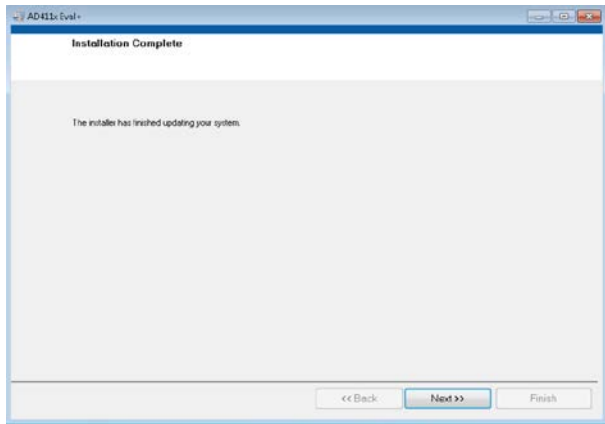 AD411x Eval+
Installation Complete
The installer has finished updating your system.
<< Back
Next >>
Finish